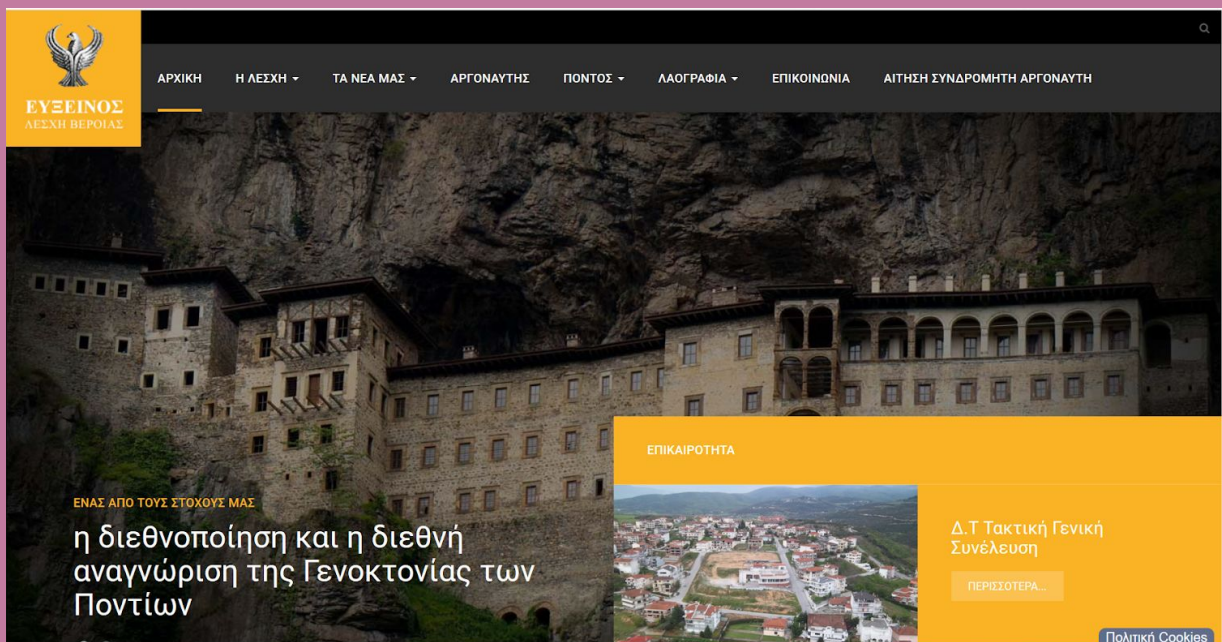 ΕΥΞΕΙΝΟΣ
ΛΕΣΧΗ ΒΕΡΟΙΑΣ
ΑΡΧΙΚΗ Η ΛΕΣΧΗ ΤΑ ΝΕΑ ΜΑΣ ΑΡΓΟΝΑΥΤΗΣ ΠΟΝΤΟΣ ΛΑΟΓΡΑΦΙΑ ΕΠΙΚΟΙΝΩΝΙΑ ΑΙΤΗΣΗ ΣΥΝΔΡΟΜΗΤΗ ΑΡΓΟΝΑΥΤΗ
ΕΝΑΣ ΑΠΟ ΤΟΥΣ ΣΤΟΧΟΥΣ ΜΑΣ
η διεθνοποίηση και η διεθνή
αναγνώριση της Γενοκτονίας των
Ποντίων
ΕΠΙΚΑΙΡΟΤΗΤΑ
Δ.Τ Τακτική Γενική
Συνέλευση
ΠΕΡΙΣΣΟΤΕΡΑ...
Πολιτική Cookies